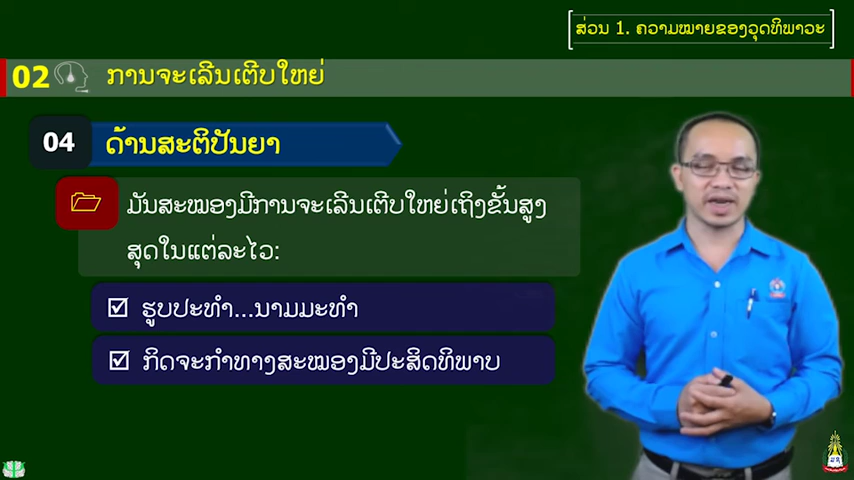 ສ່ວນ 1. ຄວາມໝາຍຂອງວຸດທິພາວະ
02 ການຈະເລີນເຕີບໃຫຍ່
04 ດ້ານສະຕິປັນຍາ
ມັນສະໝອງມີການຈະເລີນເຕີບໃຫຍ່ເຖິງຂັ້ນສູງ
ສຸດໃນແຕ່ລະໄວ:
ຮູບປະທຳ...ນາມມະທຳ
ກິດຈະກຳທາງສະໝອງມີປະສິດທິພາບ